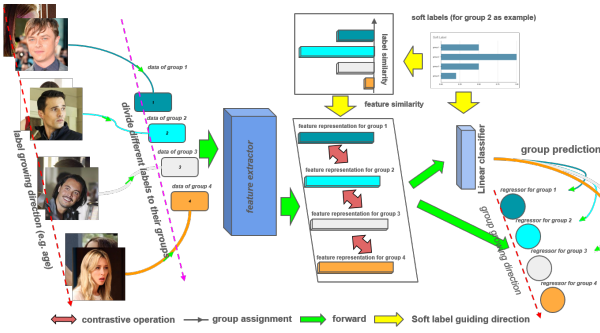 soft labels (for group 2 as example)
label similarity
Soft Label
feature similarity
data of group 1
1
data of group 2
2
data of group 3
3
data of group 4
4
label growing direction (e.g. age)
divide different labels to their groups
feature extractor
feature representation for group 1
feature representation for group 2
feature representation for group 3
feature representation for group 4
Linear classifier
group prediction
regressor for group 1
regressor for group 2
regressor for group 3
regressor for group 4
group growing direction
contrastive operation
group assignment
forward
Soft label guiding direction